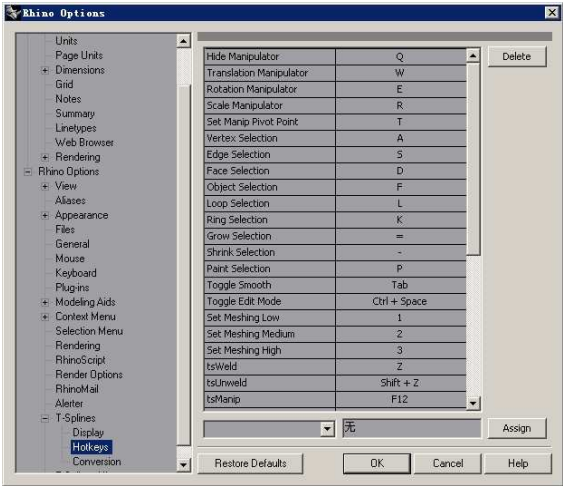 Rhino Options
Units
Page Units
Dimensions
Grid
Notes
Summary
Linetypes
Web Browser
Rendering
Rhino Options
View
Aliases
Appearance
Files
General
Mouse
Keyboard
Plug-ins
Modeling Aids
Context Menu
Selection Menu
Rendering
RhinoScript
Render Options
RhinoMail
Alerter
T-Splines
Display
Hotkeys
Conversion
Hide Manipulator Q
Translation Manipulator W
Rotation Manipulator E
Scale Manipulator R
Set Manip Pivot Point T
Vertex Selection A
Edge Selection S
Face Selection D
Object Selection F
Loop Selection L
Ring Selection K
Grow Selection =
Shrink Selection -
Paint Selection P
Toggle Smooth Tab
Toggle Edit Mode Ctrl + Space
Set Meshing Low 1
Set Meshing Medium 2
Set Meshing High 3
tsWeld Z
tsUnweld Shift + Z
tsManip F12
无
Delete
Assign
Restore Defaults
OK
Cancel
Help